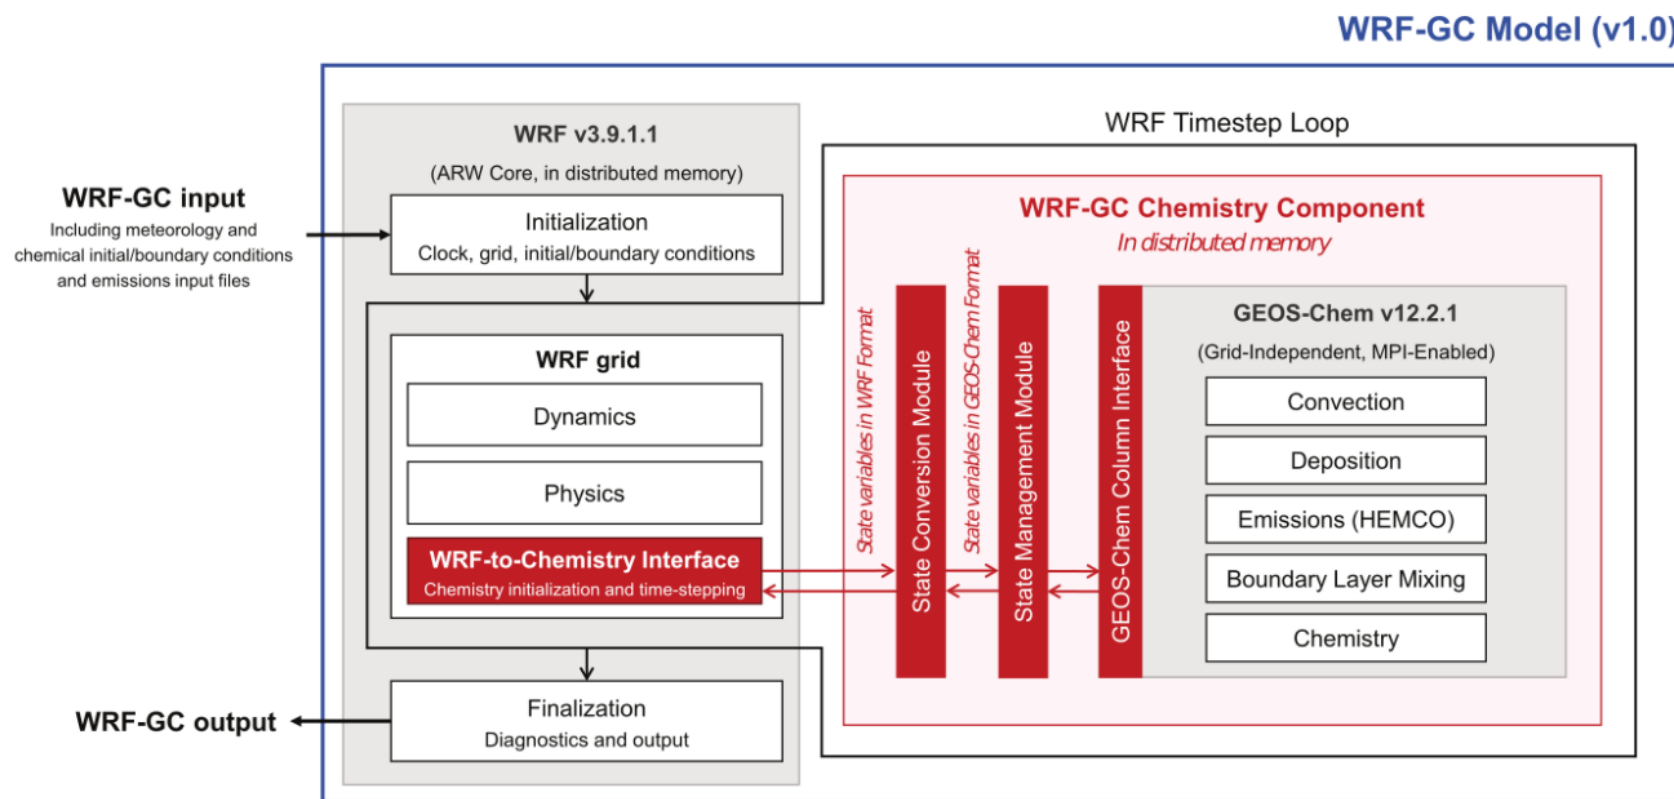 WRF-GC Model (v1.0)
WRF v3.9.1.1
(ARW Core, in distributed memory)
WRF-GC input
Including meteorology and
chemical initial/boundary conditions
and emissions input files
Initialization
Clock, grid, initial/boundary conditions
WRF grid
Dynamics
Physics
WRF-to-Chemistry Interface
Chemistry initialization and time-stepping
Finalization
Diagnostics and output
WRF-GC output
WRF Timestep Loop
WRF-GC Chemistry Component
In distributed memory
State variables in WRF Format
State Conversion Module
State variables in GEOS-Chem Format
State Management Module
GEOS-Chem Column Interface
GEOS-Chem v12.2.1
(Grid-Independent, MPI-Enabled)
Convection
Deposition
Emissions (HEMCO)
Boundary Layer Mixing
Chemistry